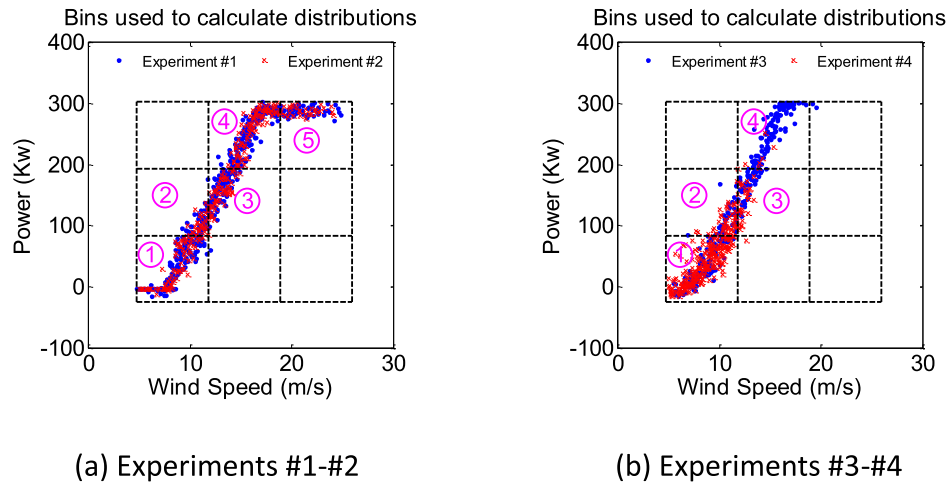 Bins used to calculate distributions
400
Experiment #1 Experiment #2
300
④
⑤
200
②
③
100
①
0
-100
0 10 20 30
Power (Kw)
Wind Speed (m/s)
(a) Experiments #1-#2
Bins used to calculate distributions
400
Experiment #3 Experiment #4
300
④
200
②
③
100
①
0
-100
0 10 20 30
Power (Kw)
Wind Speed (m/s)
(b) Experiments #3-#4